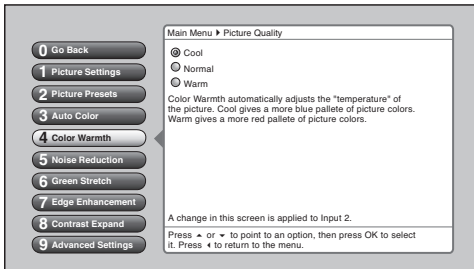 0 Go Back
1 Picture Settings
2 Picture Presets
3 Auto Color
4 Color Warmth
5 Noise Reduction
6 Green Stretch
7 Edge Enhancement
8 Contrast Expand
9 Advanced Settings
Main Menu ▶ Picture Quality
Cool
Normal
Warm
Color Warmth automatically adjusts the "temperature" of
the picture. Cool gives a more blue pallete of picture colors.
Warm gives a more red pallete of picture colors.
A change in this screen is applied to Input 2.
Press ▲ or ▼ to point to an option, then press OK to select
it. Press ◀ to return to the menu.